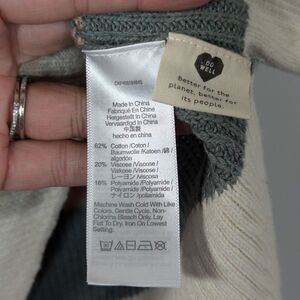 DO
WELL
Better for the
planet, better for
its people.
Made In China
Fabriqué En China
Hergestellt In China
Vervaardigd In China
中国製
hecho en China
62% Cotton /Coton /
Baumwolle /Katoen / 綿 /
algodón
20% Viscose /Viscose /
Viskose /Viscose /
レーヨン /viscosa
18% Polyamide /Polyamide /
Polyamid /Polyamide /
ナイロン /poliamida
Machine Wash Cold With Like
Colors, Gentle Cycle. Non-
Chlorine Bleach Only. Lay
Flat To Dry. Iron On Lowest
Setting.